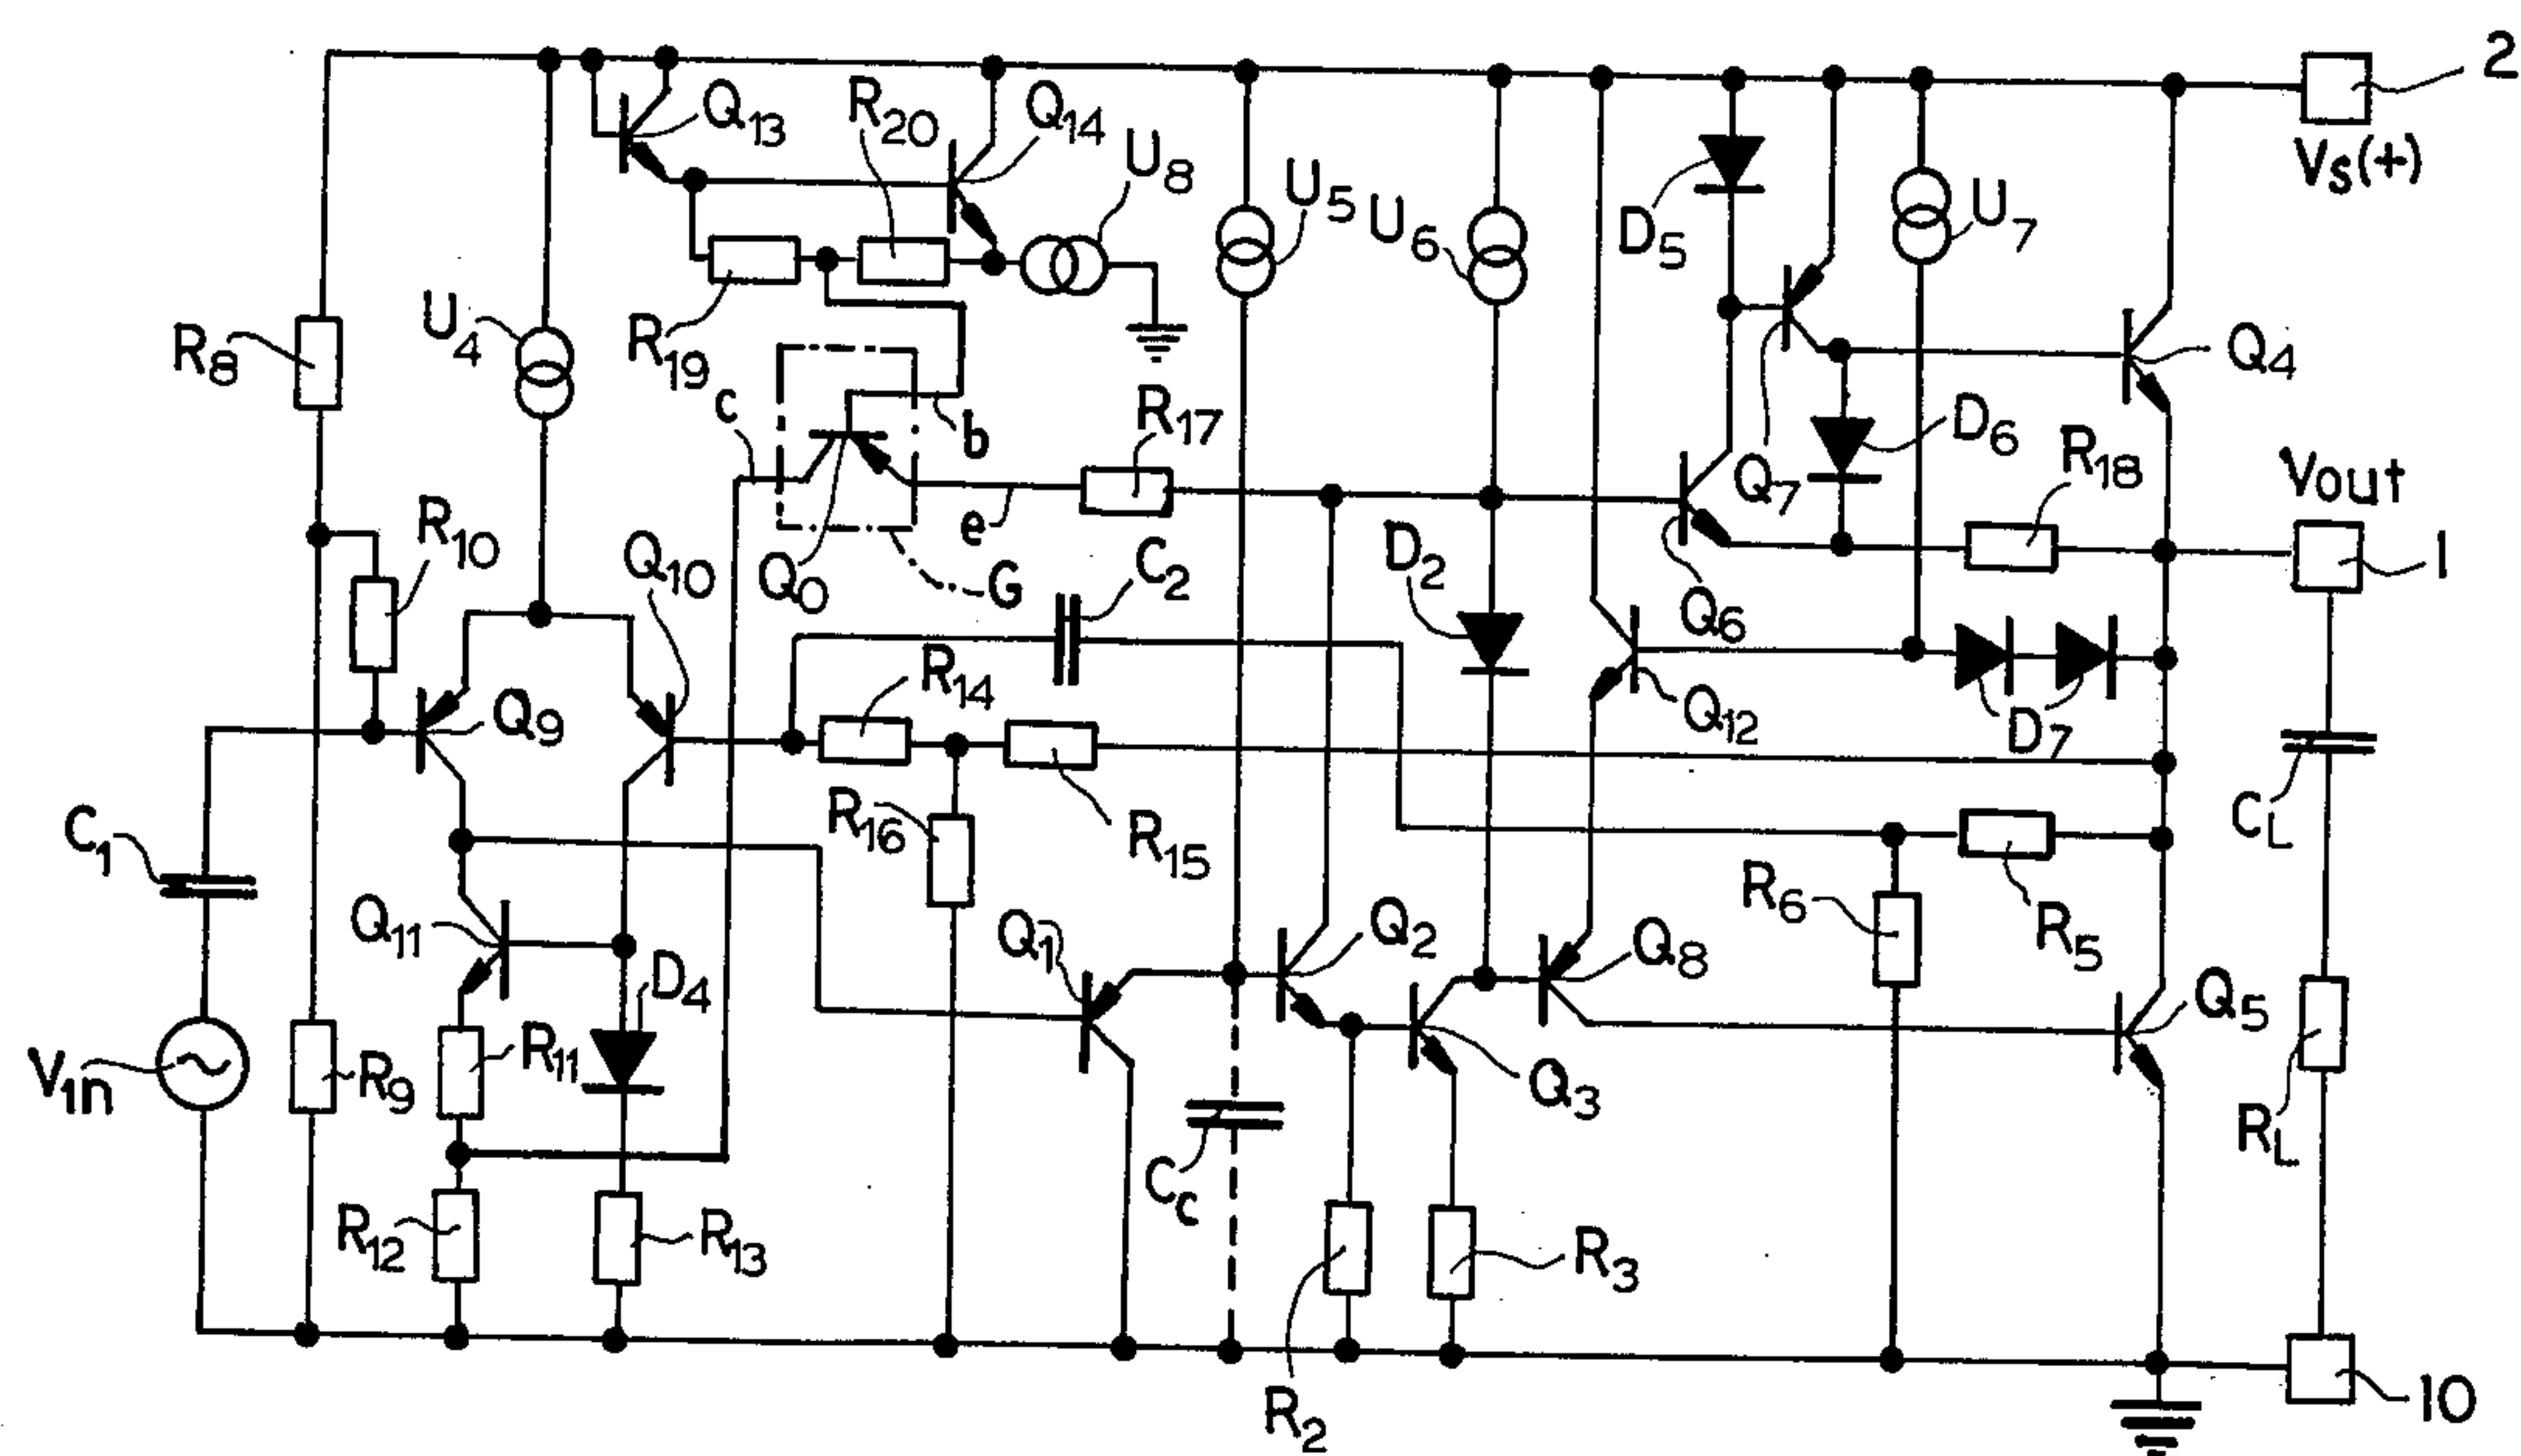 2
Vs(+)
Q13
R20
Q14
U8
U5
U6
D5
U7
R8
U4
R19
Q4
c
b
R17
D6
R18
Vout
R10
Q10
e
Q0
G
C2
D2
Q7
Q6
1
R14
Q9
Q12
D7
C1
R16
R15
CL
R6
R5
Q11
D4
Q1
Q2
Q8
Q5
V1n
R9
R11
Q3
RL
Cc
R12
R13
R3
R2
10